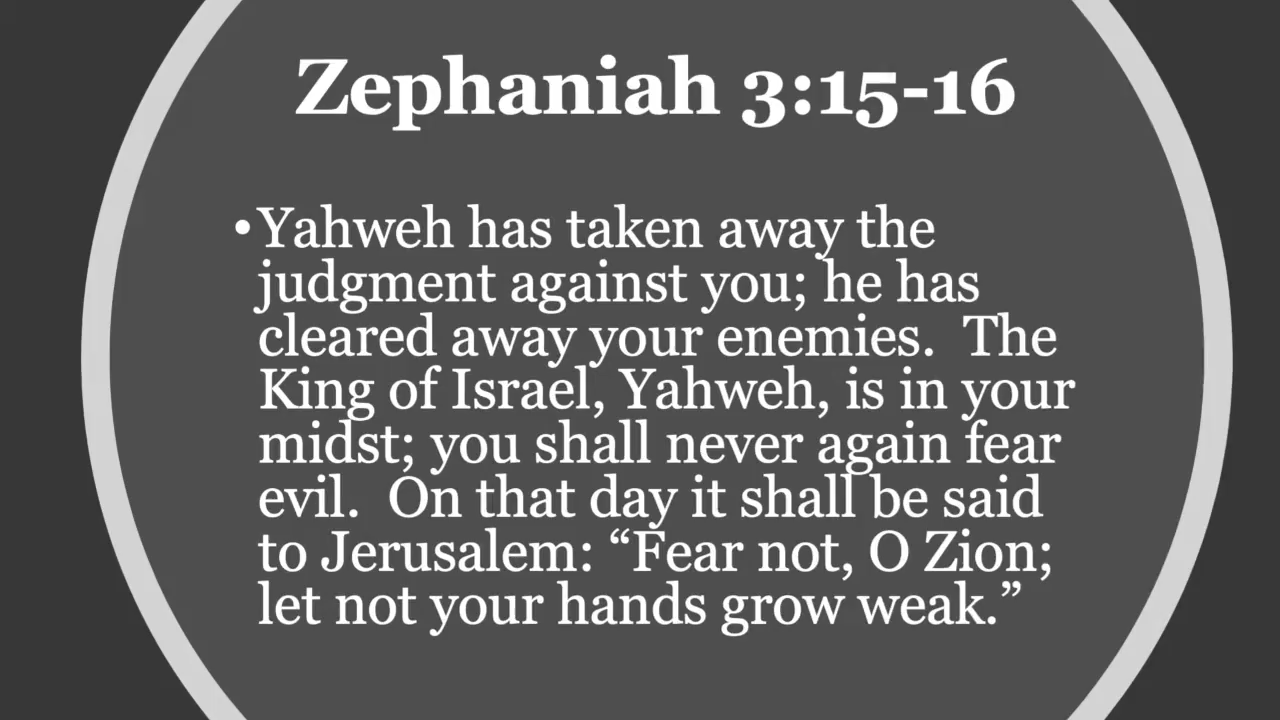 Zephaniah 3:15-16
•Yahweh has taken away the
judgment against you; he has
cleared away your enemies.  The
King of Israel, Yahweh, is in your
midst; you shall never again fear
evil.  On that day it shall be said
to Jerusalem: “Fear not, O Zion;
let not your hands grow weak.”